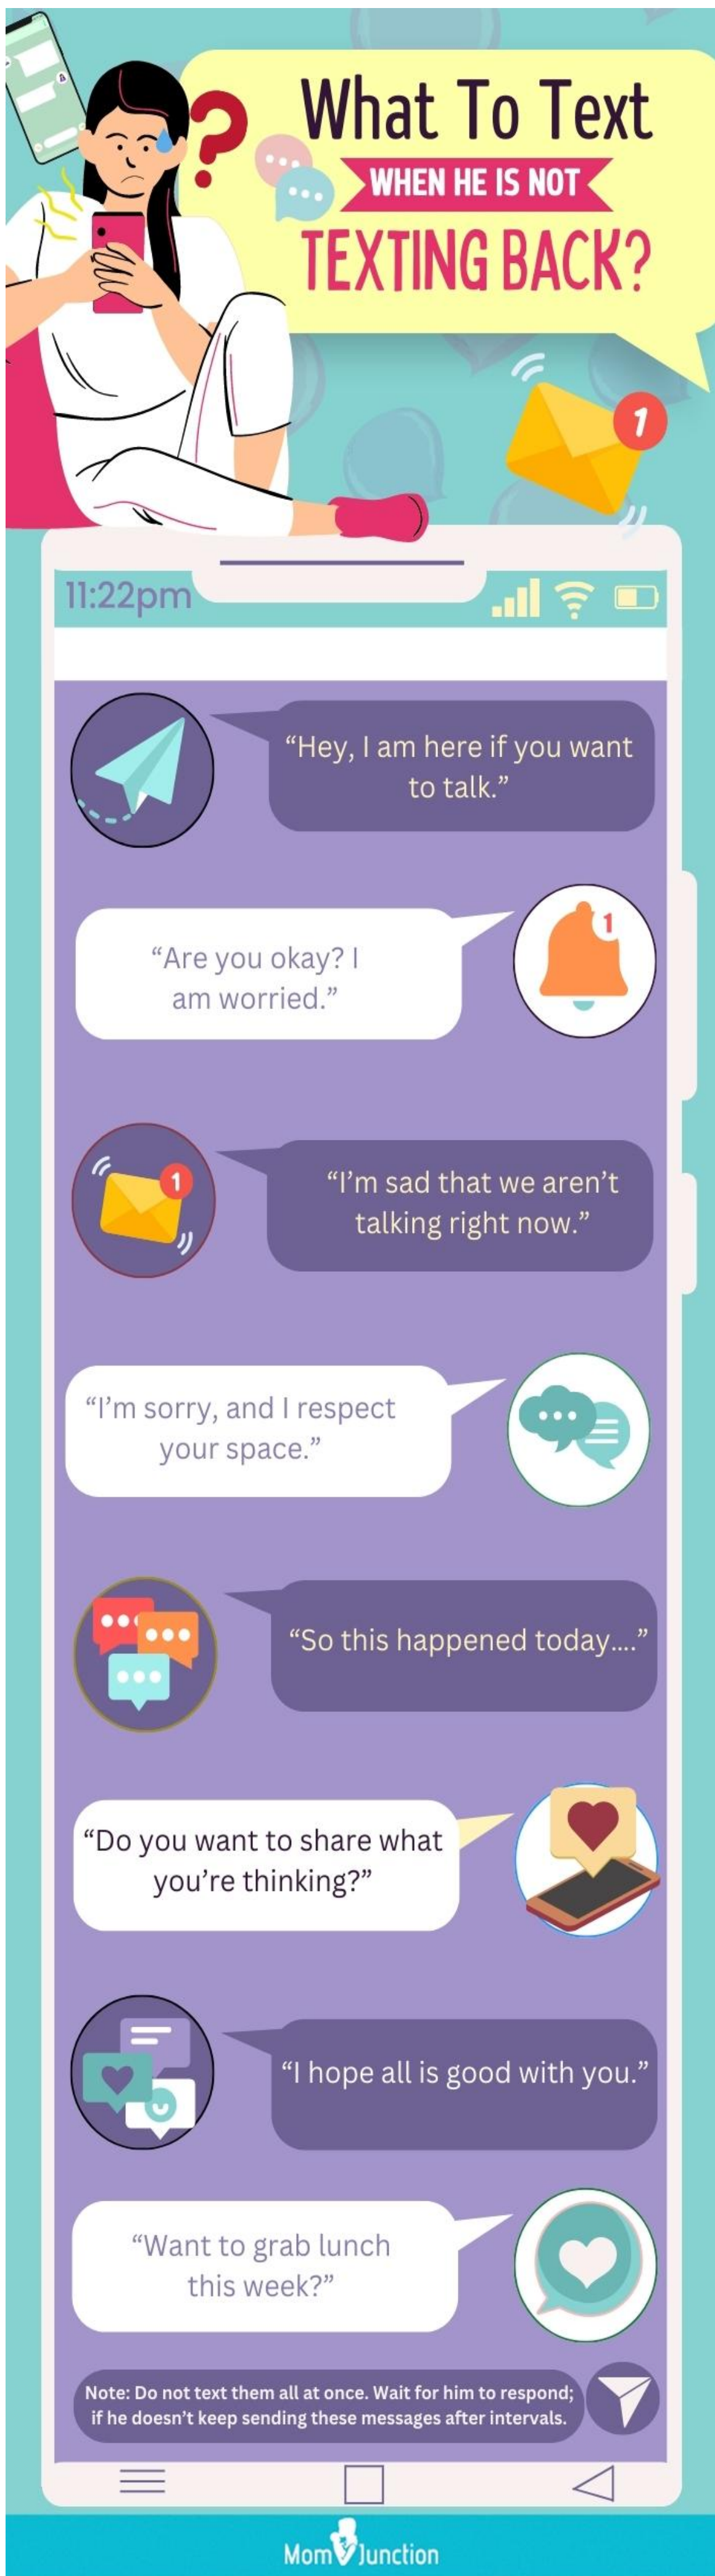 What To Text
WHEN HE IS NOT
TEXTING BACK?
1
11:22pm
“Hey, I am here if you want
to talk.”
1
“Are you okay? I
am worried.”
1
“I’m sad that we aren’t
talking right now.”
“I’m sorry, and I respect
your space.”
“So this happened today....”
“Do you want to share what
you’re thinking?”
“I hope all is good with you.”
“Want to grab lunch
this week?”
Note: Do not text them all at once. Wait for him to respond;
if he doesn’t keep sending these messages after intervals.
Mom Junction